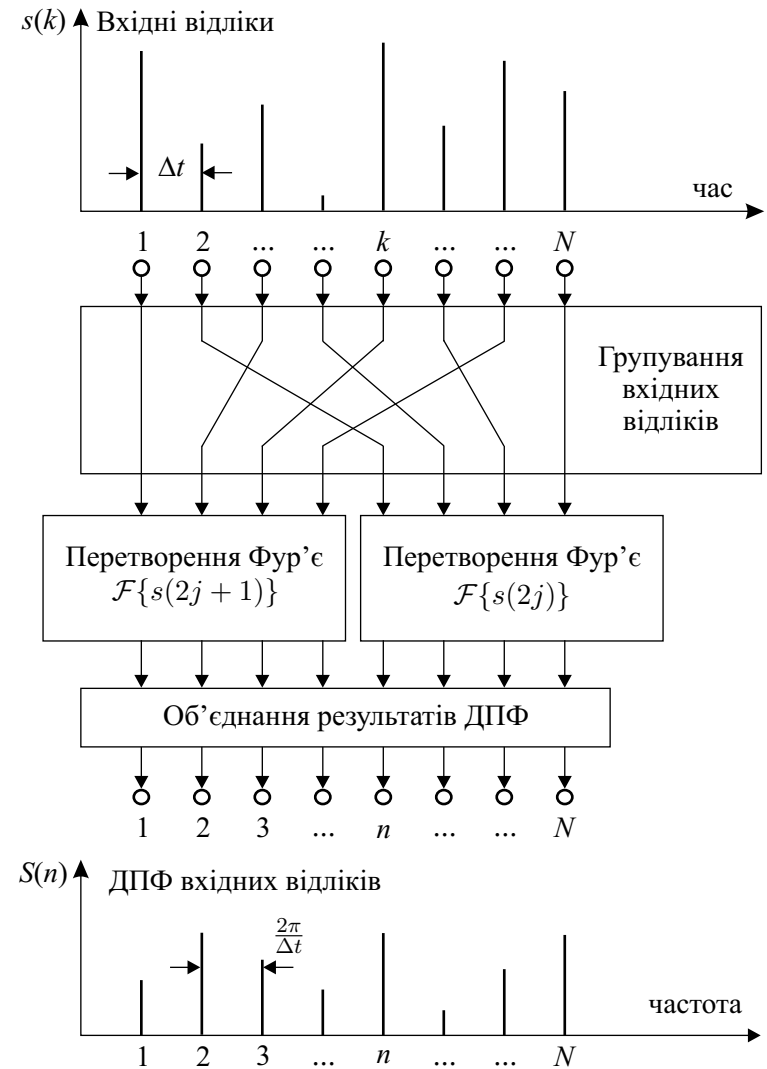 s(k) Вхідні відліки
Δt
час
1 2 ... ... k ... ... N
Групування
вхідних
відліків
Перетворення Фур’є
ℱ{s(2j + 1)}
Перетворення Фур’є
ℱ{s(2j)}
Об’єднання результатів ДПФ
1 2 3 ... n ... ... N
S(n) ДПФ вхідних відліків
2π
Δt
частота
1 2 3 ... n ... ... N